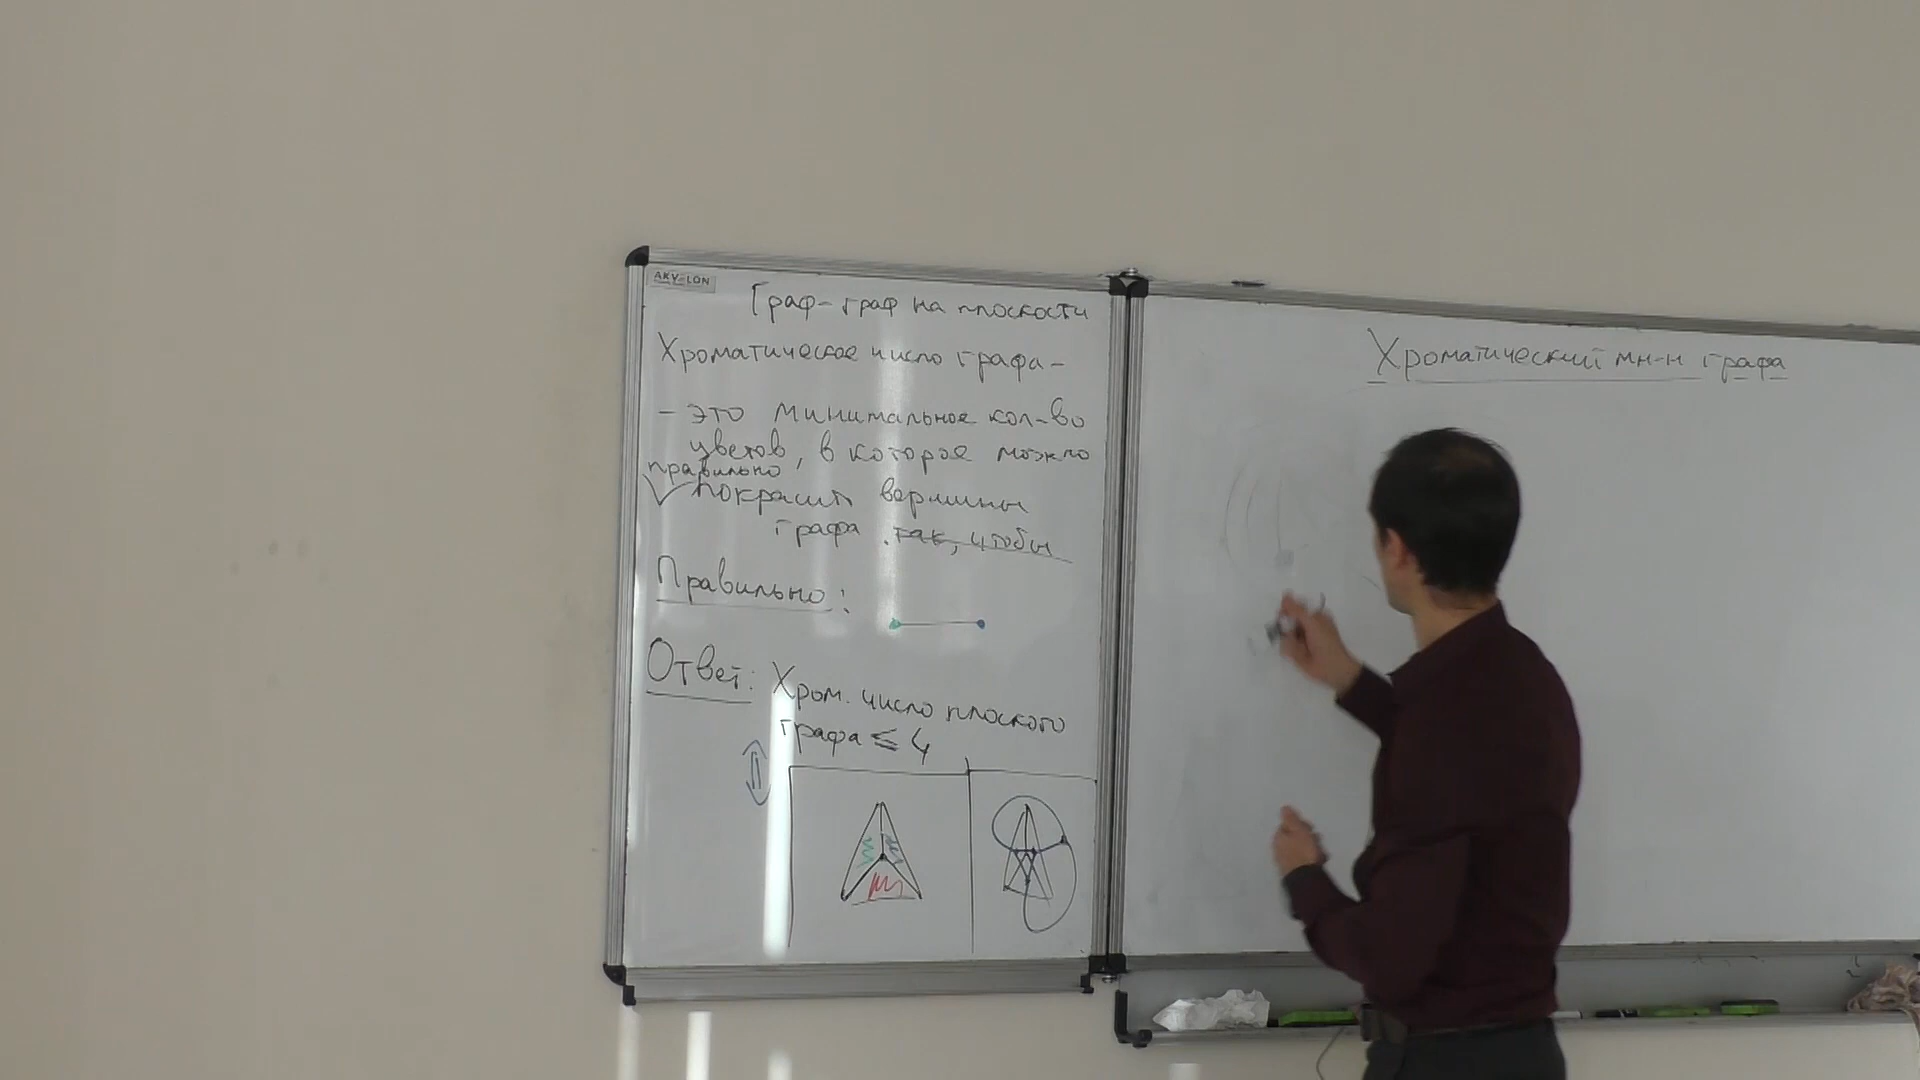 AKV-LON
Граф-граф на плоскости
Хроматическое число графа-
- это минимальное кол-во
цветов, в которое можно
правильно
покрасить вершины
графа. так, чтобы
Правильно:
Ответ: Хром. число плоского
графа ≤ 4
Хроматический мн-н графа